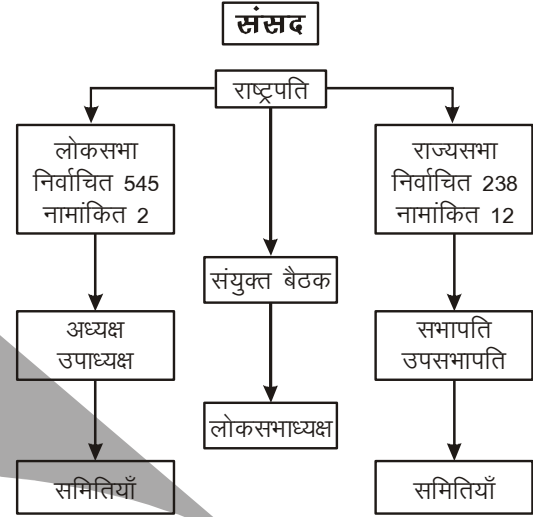 संसद
राष्ट्रपति
लोकसभा
निर्वाचित 545
नामांकित 2
राज्यसभा
निर्वाचित 238
नामांकित 12
संयुक्त बैठक
अध्यक्ष
उपाध्यक्ष
सभापति
उपसभापति
लोकसभाध्यक्ष
समितियाँ
समितियाँ